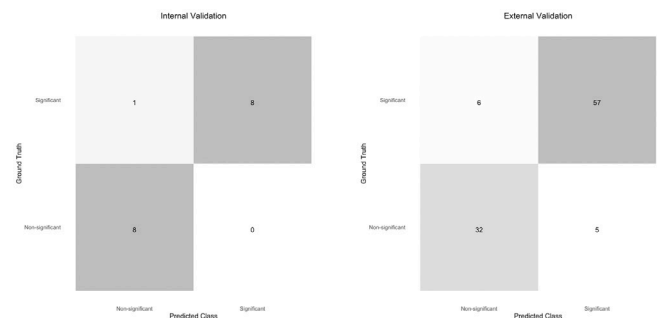 Internal Validation
Significant
1
8
Ground Truth
Non-significant
8
0
Non-significant
Significant
Predicted Class
External Validation
Significant
6
57
Ground Truth
Non-significant
32
5
Non-significant
Significant
Predicted Class